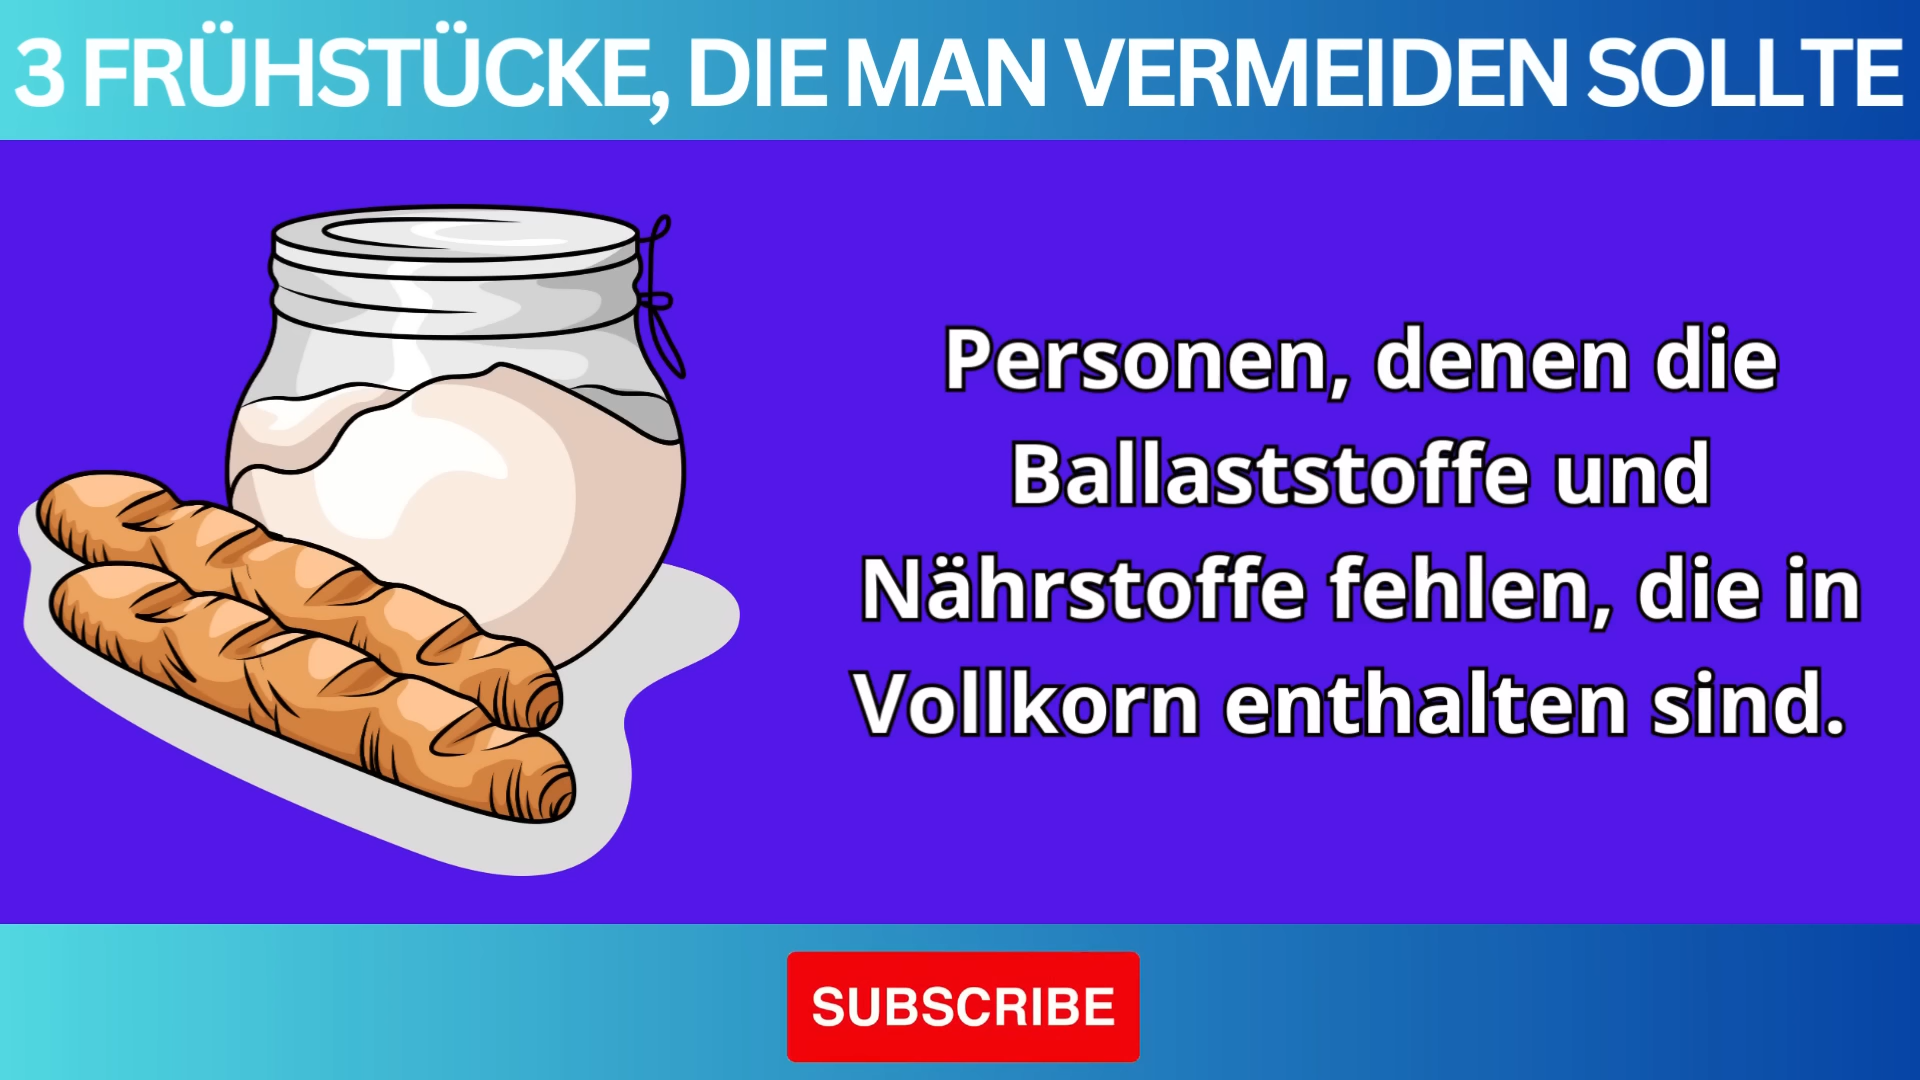 3 FRÜHSTÜCKE, DIE MAN VERMEIDEN SOLLTE
Personen, denen die
Ballaststoffe und
Nährstoffe fehlen, die in
Vollkorn enthalten sind.
SUBSCRIBE